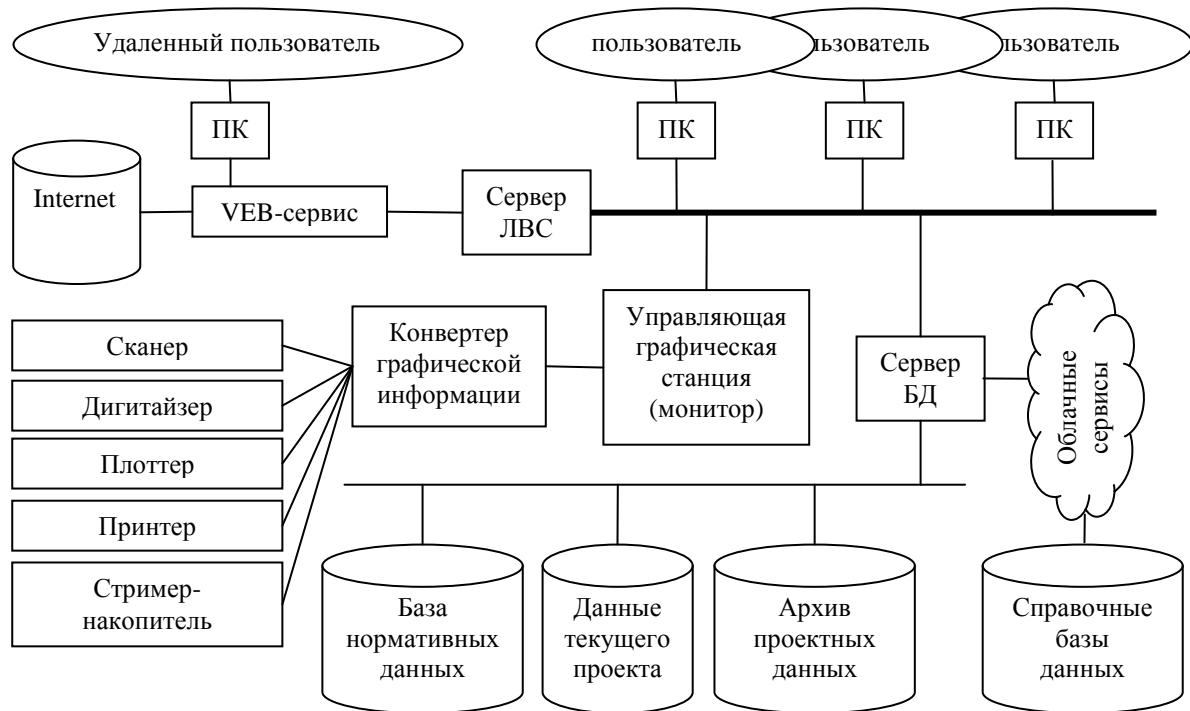 Удаленный пользователь
пользователь
льзователь
льзователь
ПК
ПК
ПК
ПК
Internet
VEB-сервис
Сервер
ЛВС
Сканер
Дигитайзер
Плоттер
Принтер
Стример-
накопитель
Конвертер
графической
информации
Управляющая
графическая
станция
(монитор)
Сервер
БД
Облачные
сервисы
База
нормативных
данных
Данные
текущего
проекта
Архив
проектных
данных
Справочные
базы
данных